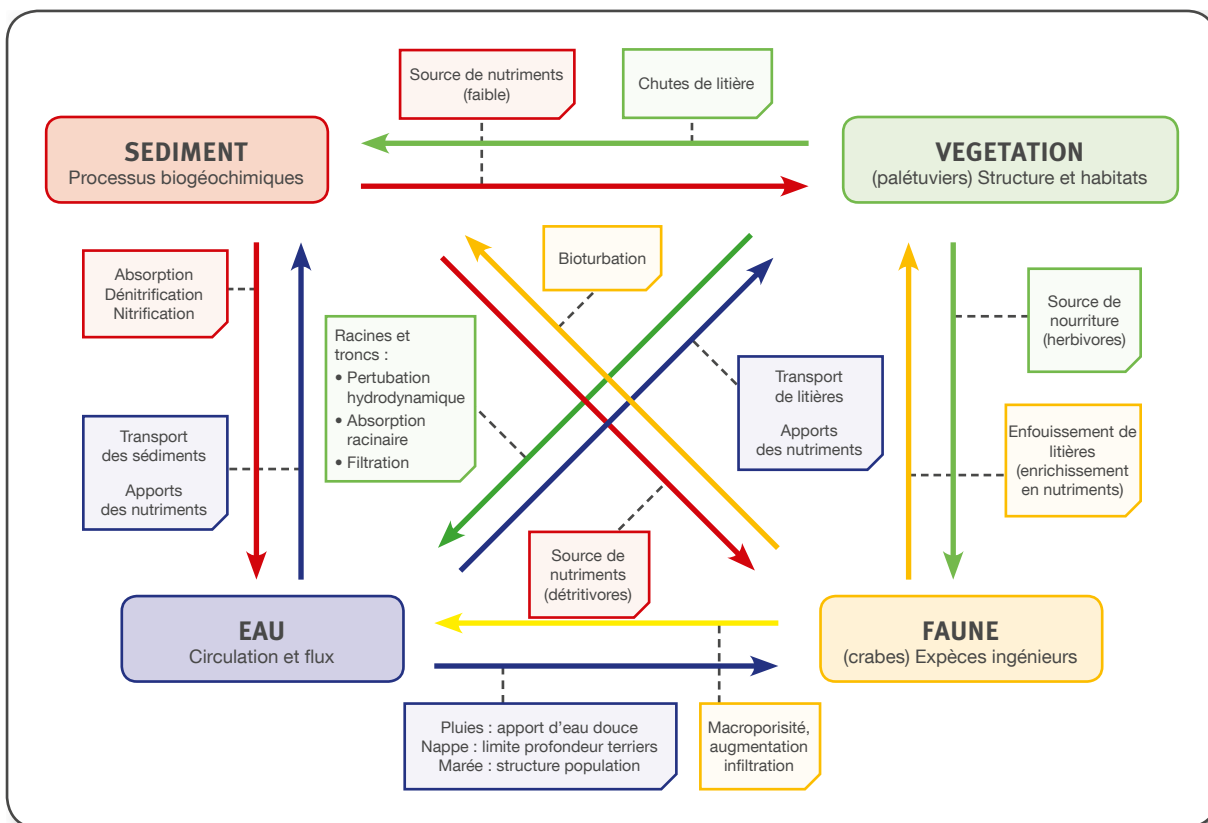 Source de nutriments
(faible)
Chutes de litière
SEDIMENT
Processus biogéochimiques
VEGETATION
(palétuviers) Structure et habitats
Absorption
Dénitrification
Nitrification
Bioturbation
Source de
nourriture
(herbivores)
Racines et
troncs :
• Pertubation
hydrodynamique
• Absorption
racinaire
• Filtration
Transport
de litières
Apports
des nutriments
Transport
des sédiments
Apports
des nutriments
Enfouissement de
litières
(enrichissement
en nutriments)
Source de
nutriments
(détritivores)
EAU
Circulation et flux
FAUNE
(crabes) Expèces ingénieurs
Pluies : apport d'eau douce
Nappe : limite profondeur terriers
Marée : structure population
Macroporisité,
augmentation
infiltration